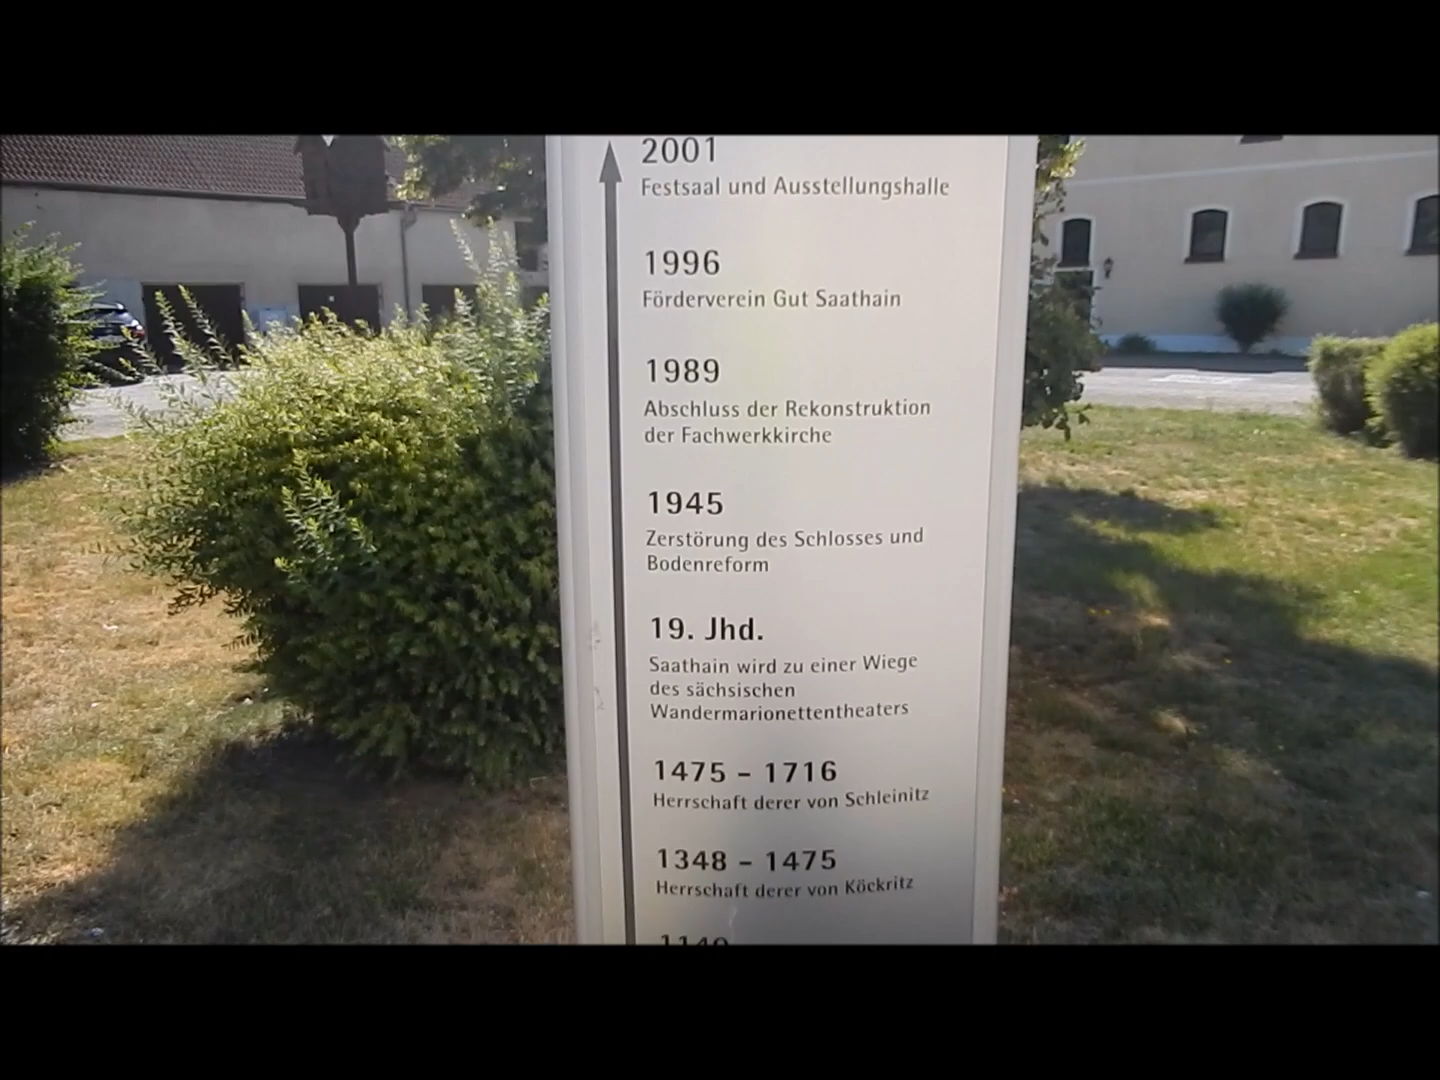 2001
Festsaal und Ausstellungshalle
1996
Förderverein Gut Saathain
1989
Abschluss der Rekonstruktion
der Fachwerkkirche
1945
Zerstörung des Schlosses und
Bodenreform
19. Jhd.
Saathain wird zu einer Wiege
des sächsischen
Wandermarionettentheaters
1475 – 1716
Herrschaft derer von Schleinitz
1348 – 1475
Herrschaft derer von Köckritz